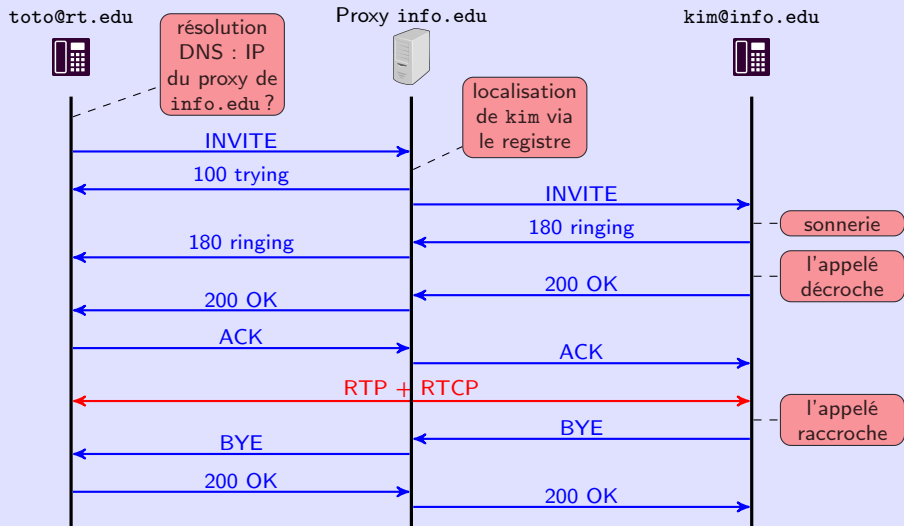 toto@rt.edu
Proxy info.edu
kim@info.edu
résolution
DNS : IP
du proxy de
info.edu ?
localisation
de kim via
le registre
INVITE
100 trying
INVITE
sonnerie
180 ringing
180 ringing
l'appelé
décroche
200 OK
200 OK
ACK
ACK
RTP + RTCP
l'appelé
raccroche
BYE
BYE
200 OK
200 OK